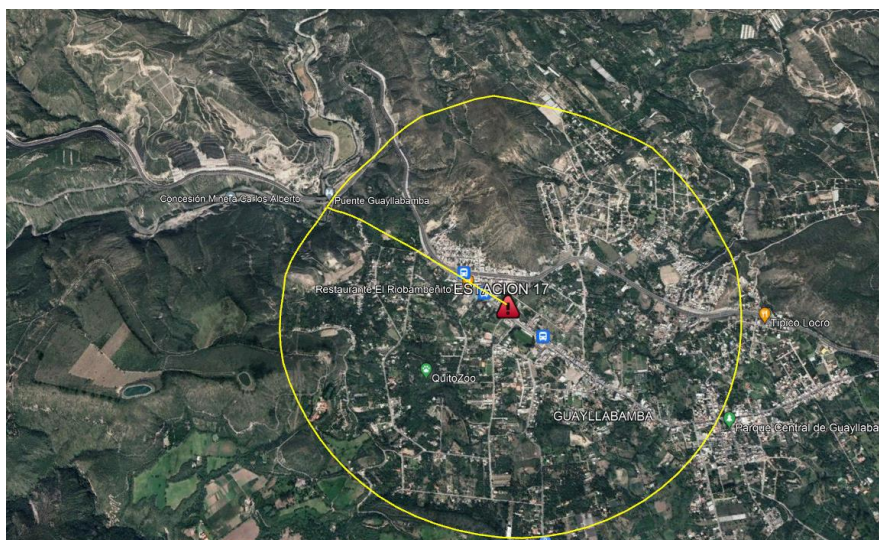 Concesión Minera Carlos Alberto
Puente Guayllabamba
Restaurante El Riobambeñito
ESTACION 17
Típico Locro
QuitoZoo
GUAYLLABAMBA
Parque Central de Guayllaba